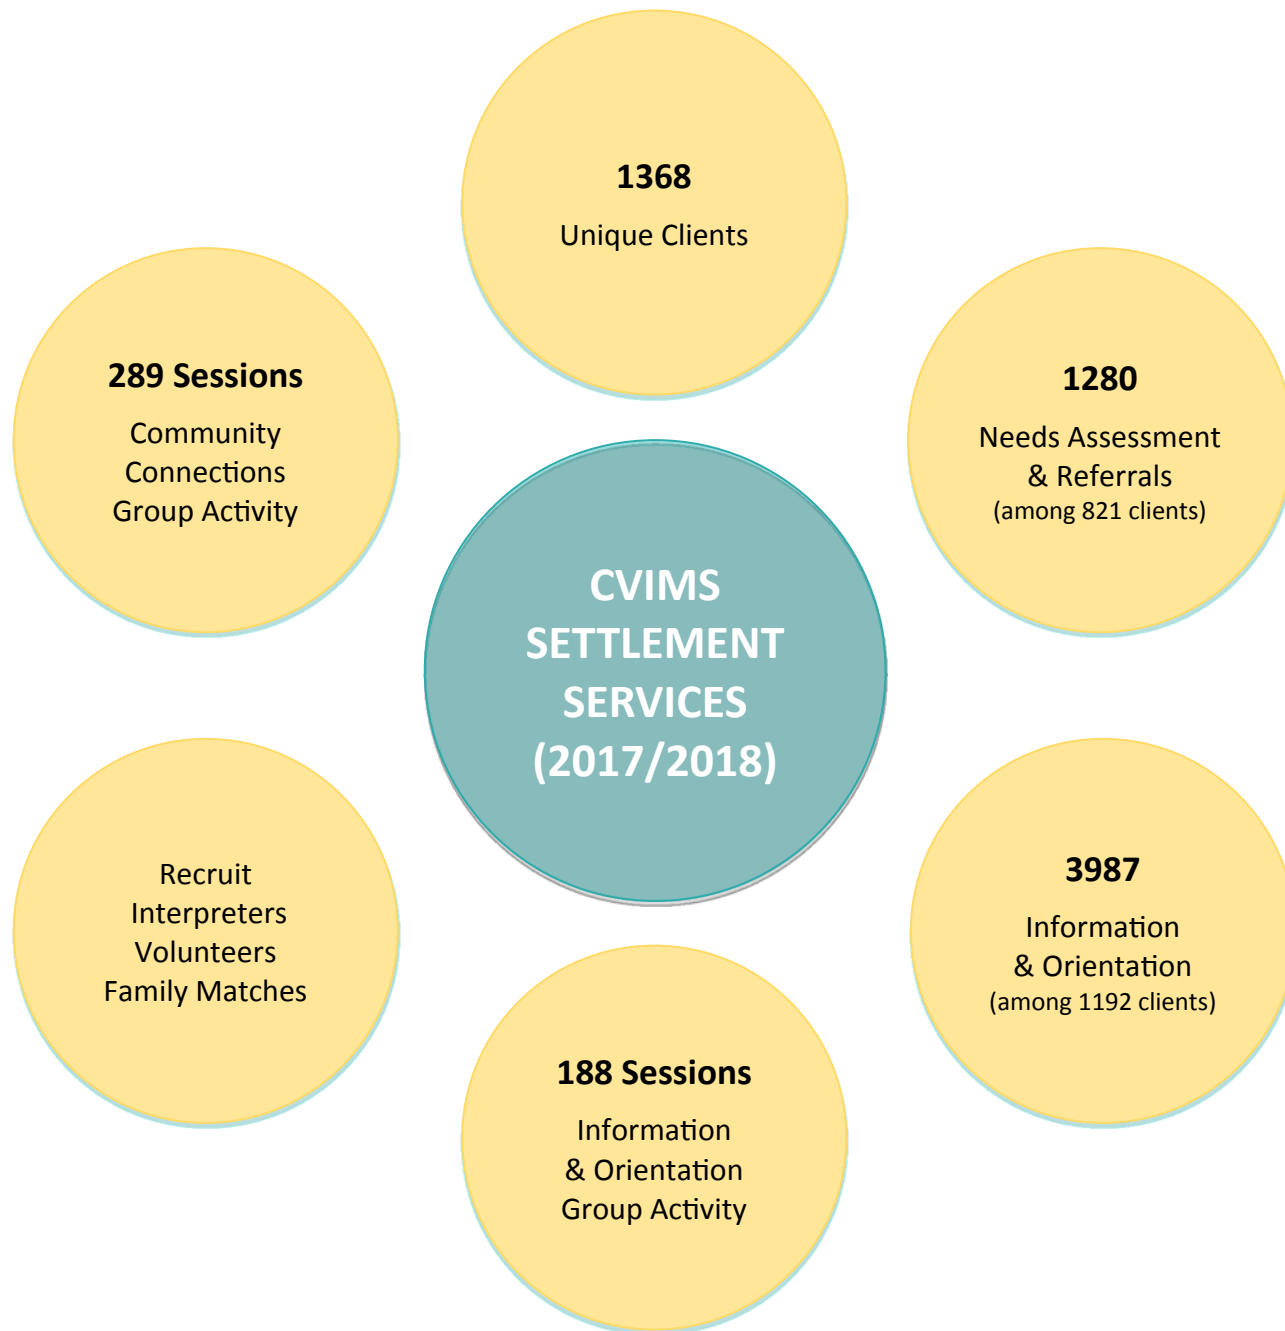 1368
Unique Clients
289 Sessions
Community
Connections
Group Activity
1280
Needs Assessment
& Referrals
(among 821 clients)
CVIMS
SETTLEMENT
SERVICES
(2017/2018)
Recruit
Interpreters
Volunteers
Family Matches
3987
Information
& Orientation
(among 1192 clients)
188 Sessions
Information
& Orientation
Group Activity